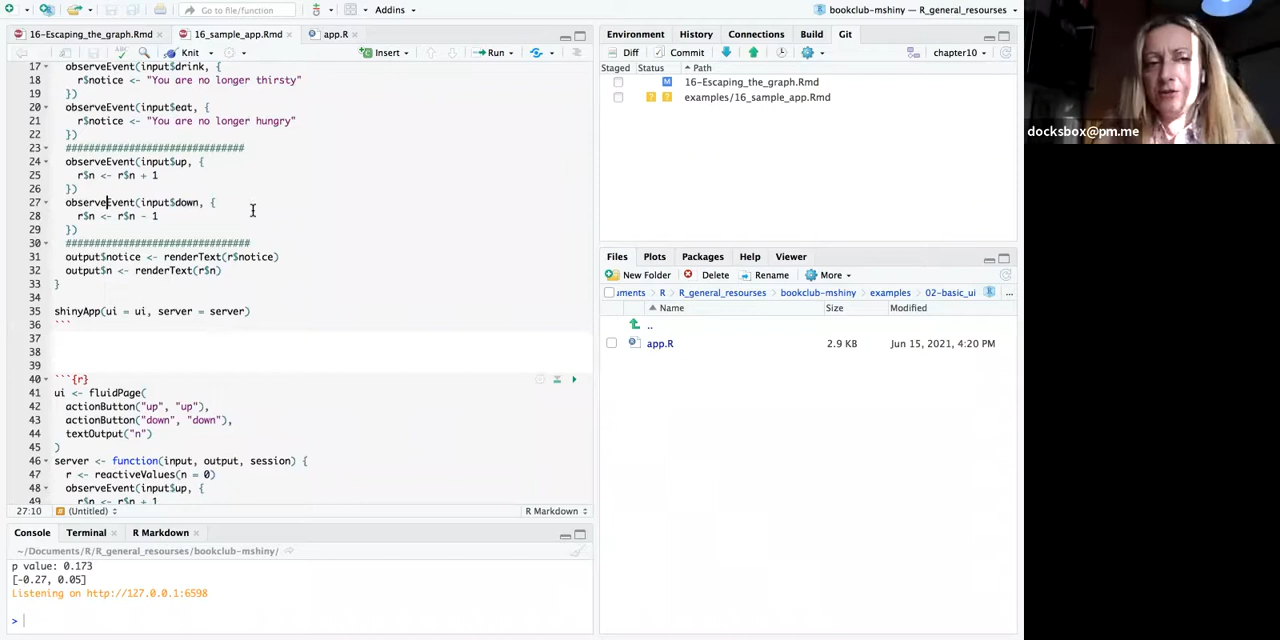 Go to file/function
Addins
bookclub-mshiny — R_general_resourses
16-Escaping_the_graph.Rmd
16_sample_app.Rmd
app.R
Knit
Insert
Run
17 observeEvent(input$drink, {
18 r$notice <- "You are no longer thirsty"
19 })
20 observeEvent(input$eat, {
21 r$notice <- "You are no longer hungry"
22 })
23 ##############################
24 observeEvent(input$up, {
25 r$n <- r$n + 1
26 })
27 observeEvent(input$down, {
28 r$n <- r$n - 1
29 })
30 ###############################
31 output$notice <- renderText(r$notice)
32 output$n <- renderText(r$n)
33 }
34
35 shinyApp(ui = ui, server = server)
36 ```
37
38
39
40 ```{r}
41 ui <- fluidPage(
42 actionButton("up", "up"),
43 actionButton("down", "down"),
44 textOutput("n")
45 )
46 server <- function(input, output, session) {
47 r <- reactiveValues(n = 0)
48 observeEvent(input$up, {
49 r$n <- r$n + 1
27:10 (Untitled) R Markdown
Console Terminal R Markdown
~/Documents/R/R_general_resourses/bookclub-mshiny/
p value: 0.173
[-0.27, 0.05]
Listening on http://127.0.0.1:6598
>
Environment History Connections Build Git
Diff Commit chapter10
Staged Status Path
M 16-Escaping_the_graph.Rmd
? ? examples/16_sample_app.Rmd
Files Plots Packages Help Viewer
New Folder Delete Rename More
uments > R > R_general_resourses > bookclub-mshiny > examples > 02-basic_ui ...
Name Size Modified
..
app.R 2.9 KB Jun 15, 2021, 4:20 PM
docksbox@pm.me